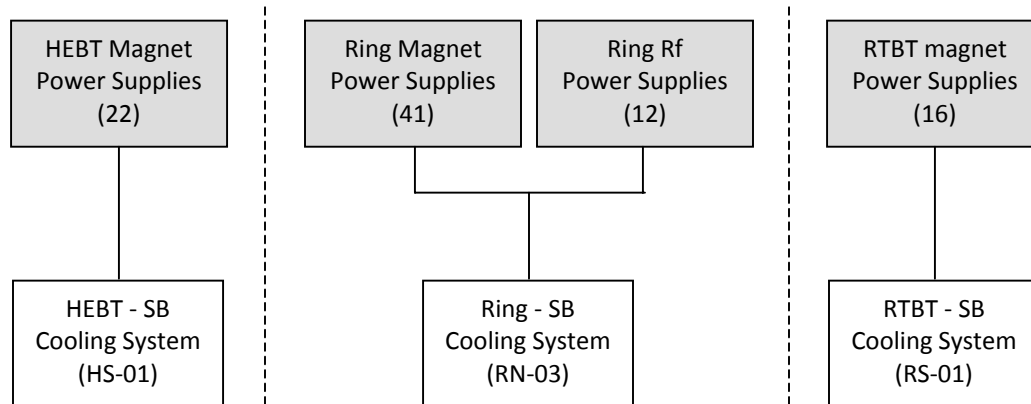 HEBT Magnet
Power Supplies
(22)
Ring Magnet
Power Supplies
(41)
Ring Rf
Power Supplies
(12)
RTBT magnet
Power Supplies
(16)
HEBT - SB
Cooling System
(HS-01)
Ring - SB
Cooling System
(RN-03)
RTBT - SB
Cooling System
(RS-01)